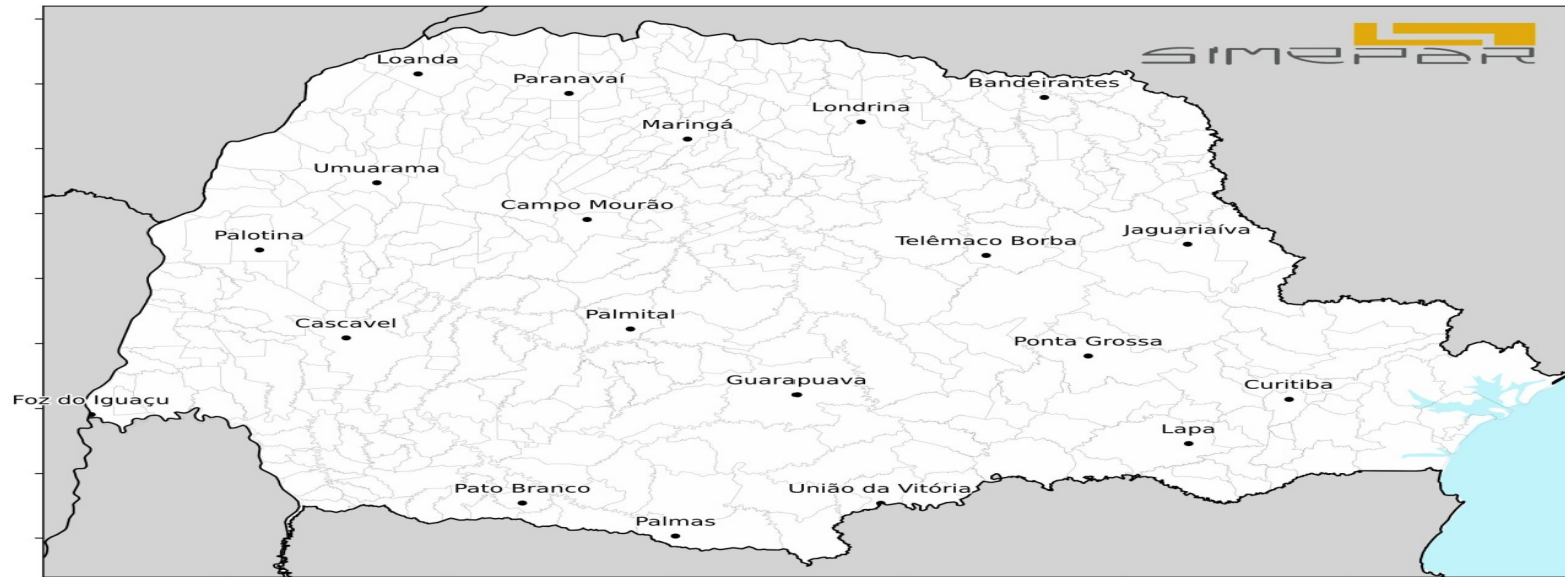 SIMEPAR
Loanda
Paranavaí
Bandeirantes
Londrina
Maringá
Umuarama
Campo Mourão
Jaguariaíva
Palotina
Telêmaco Borba
Palmital
Cascavel
Ponta Grossa
Guarapuava
Curitiba
Foz do Iguaçu
Lapa
Pato Branco
União da Vitória
Palmas